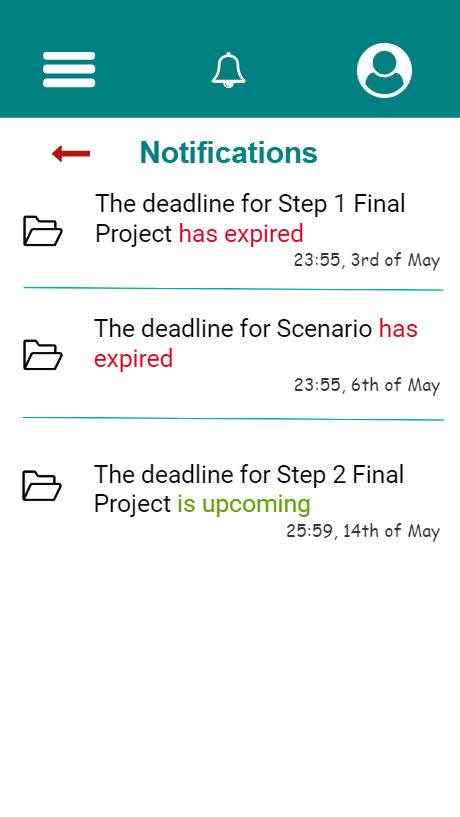 Notifications
The deadline for Step 1 Final
Project has expired
23:55, 3rd of May
The deadline for Scenario has
expired
23:55, 6th of May
The deadline for Step 2 Final
Project is upcoming
25:59, 14th of May